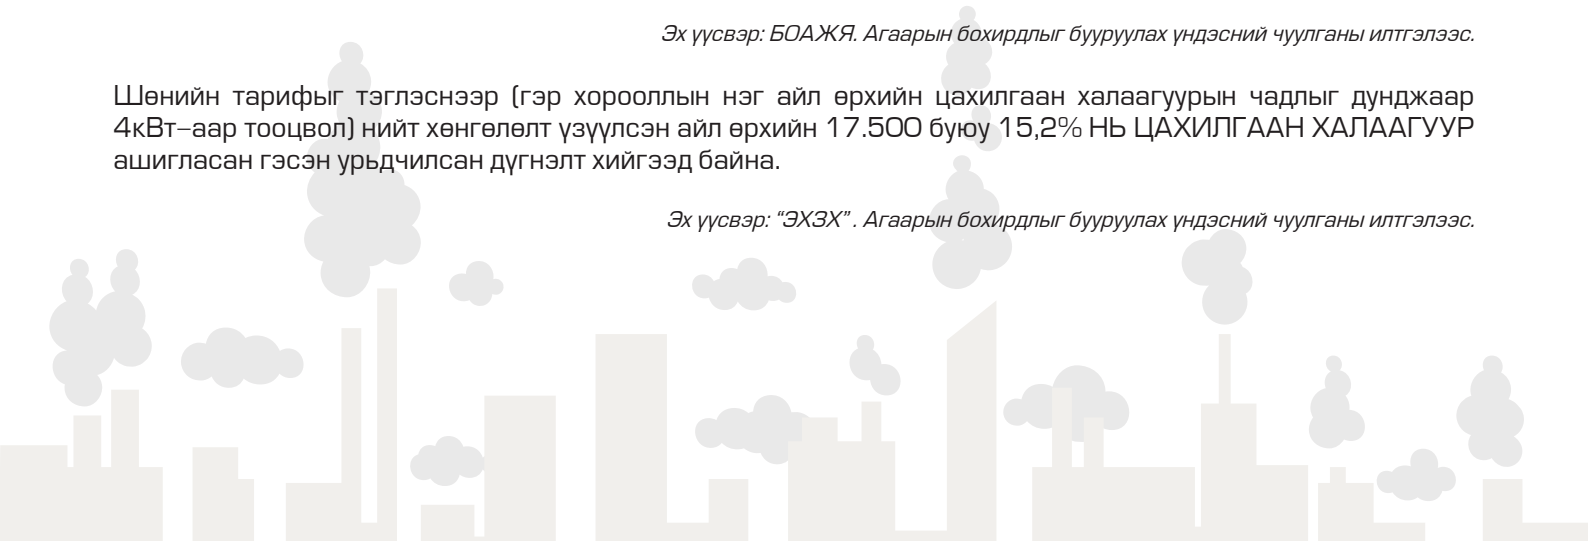 Эх үүсвэр: БОАЖЯ. Агаарын бохирдлыг бууруулах үндэсний чуулганы илтгэлээс.
Шөнийн тарифыг тэглэснээр (гэр хорооллын нэг айл өрхийн цахилгаан халаагуурын чадлыг дунджаар
4кВт-аар тооцвол) нийт хөнгөлөлт үзүүлсэн айл өрхийн 17.500 буюу 15,2% НЬ ЦАХИЛГААН ХАЛААГУУР
ашигласан гэсэн урьдчилсан дүгнэлт хийгээд байна.
Эх үүсвэр: “ЭХЗХ” . Агаарын бохирдлыг бууруулах үндэсний чуулганы илтгэлээс.